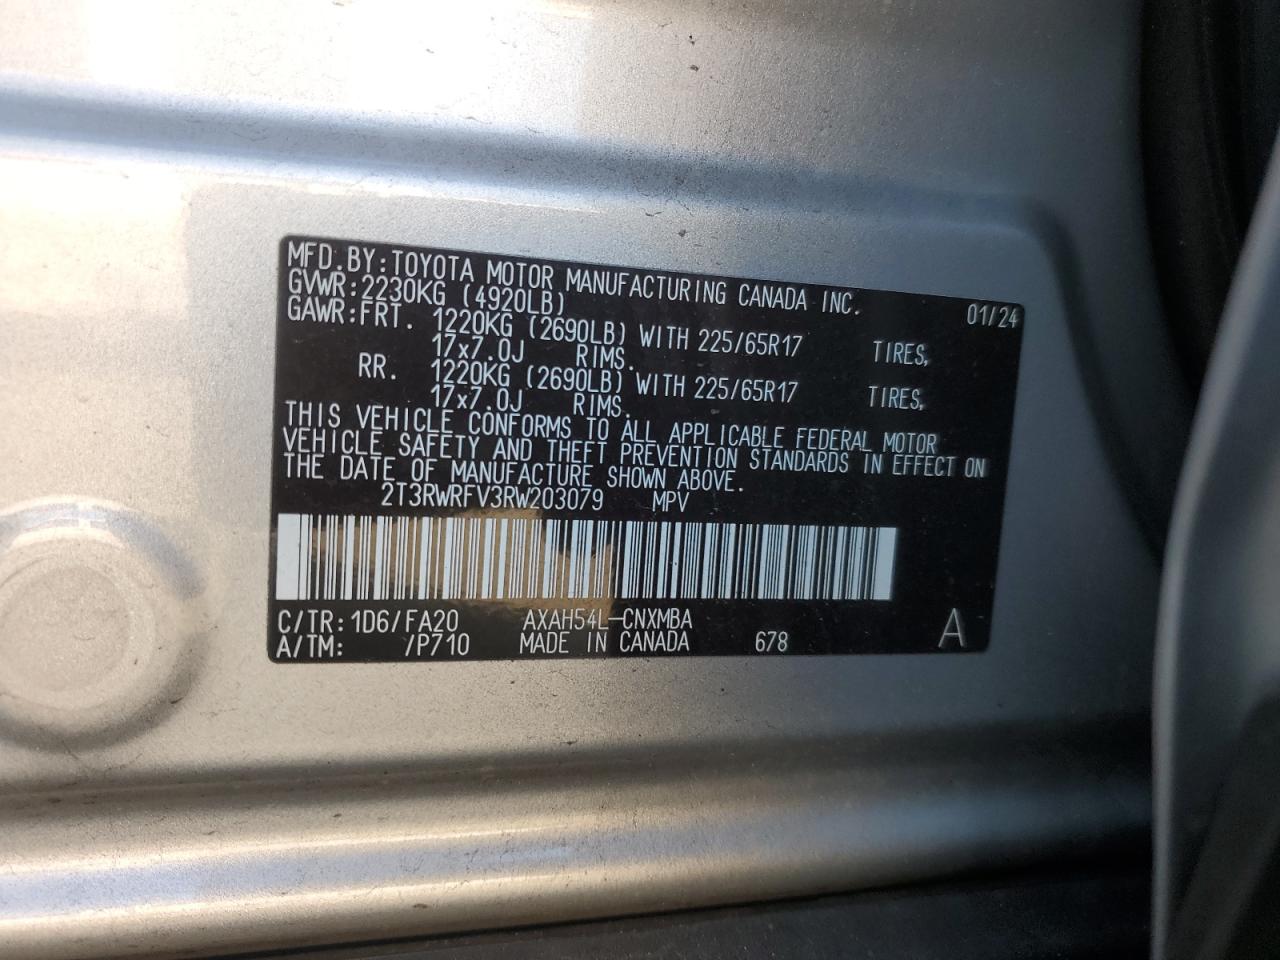 MFD.BY:TOYOTA MOTOR MANUFACTURING CANADA INC. 01/24
GVWR:2230KG (4920LB)
GAWR:FRT. 1220KG (2690LB) WITH 225/65R17 TIRES,
17x7.0J RIMS.
RR. 1220KG (2690LB) WITH 225/65R17 TIRES,
17x7.0J RIMS.
THIS VEHICLE CONFORMS TO ALL APPLICABLE FEDERAL MOTOR
VEHICLE SAFETY AND THEFT PREVENTION STANDARDS IN EFFECT ON
THE DATE OF MANUFACTURE SHOWN ABOVE.
2T3RWRFV3RW203079 MPV
C/TR:1D6/FA20 AXAH54L-CNXMBA
A/TM: /P710 MADE IN CANADA 678 A